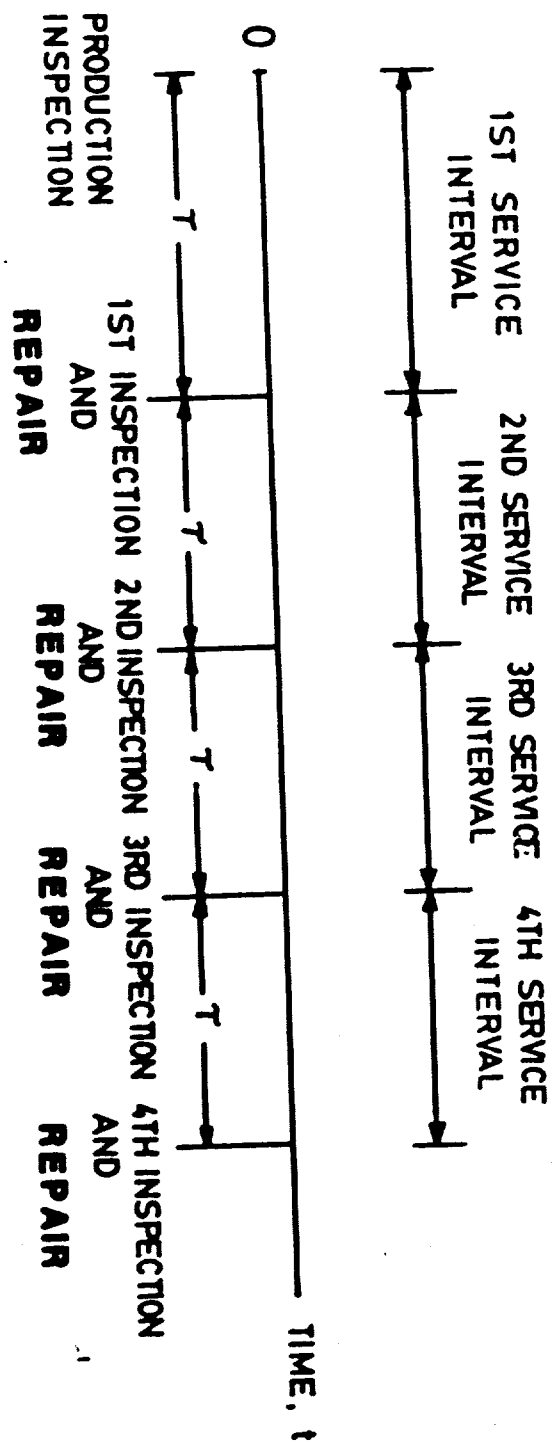 1ST SERVICE
INTERVAL
2ND SERVICE
INTERVAL
3RD SERVICE
INTERVAL
4TH SERVICE
INTERVAL
0
TIME, t
T
T
T
T
PRODUCTION
INSPECTION
1ST INSPECTION
AND
REPAIR
2ND INSPECTION
AND
REPAIR
3RD INSPECTION
AND
REPAIR
4TH INSPECTION
AND
REPAIR